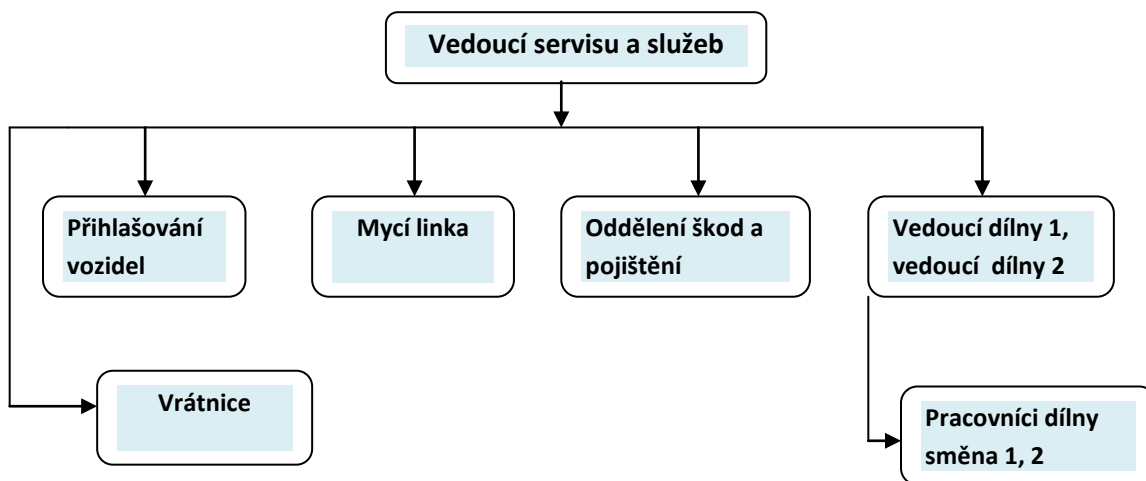 Vedoucí servisu a služeb
Přihlašování
vozidel
Mycí linka
Oddělení škod a
pojištění
Vedoucí dílny 1,
vedoucí dílny 2
Vrátnice
Pracovníci dílny
směna 1, 2